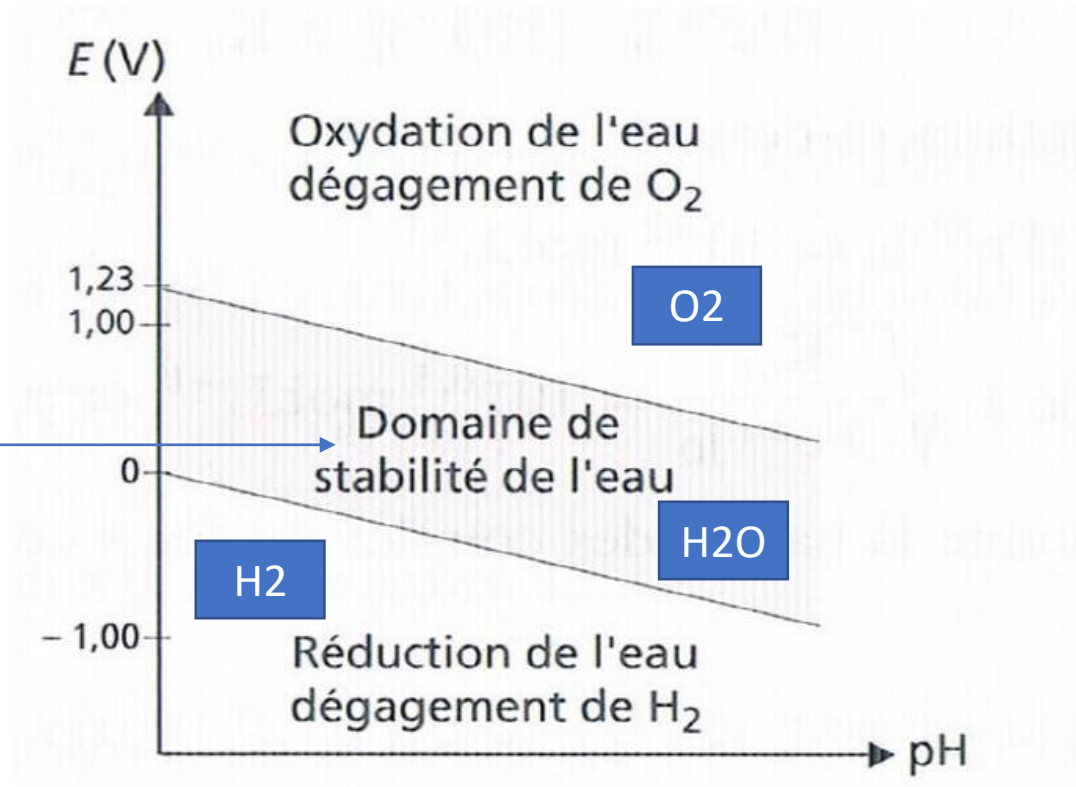 E (V)
Oxydation de l'eau
dégagement de O₂
1,23
O2
1,00
Domaine de
stabilité de l'eau
0
H2O
H2
– 1,00
Réduction de l'eau
dégagement de H₂
pH